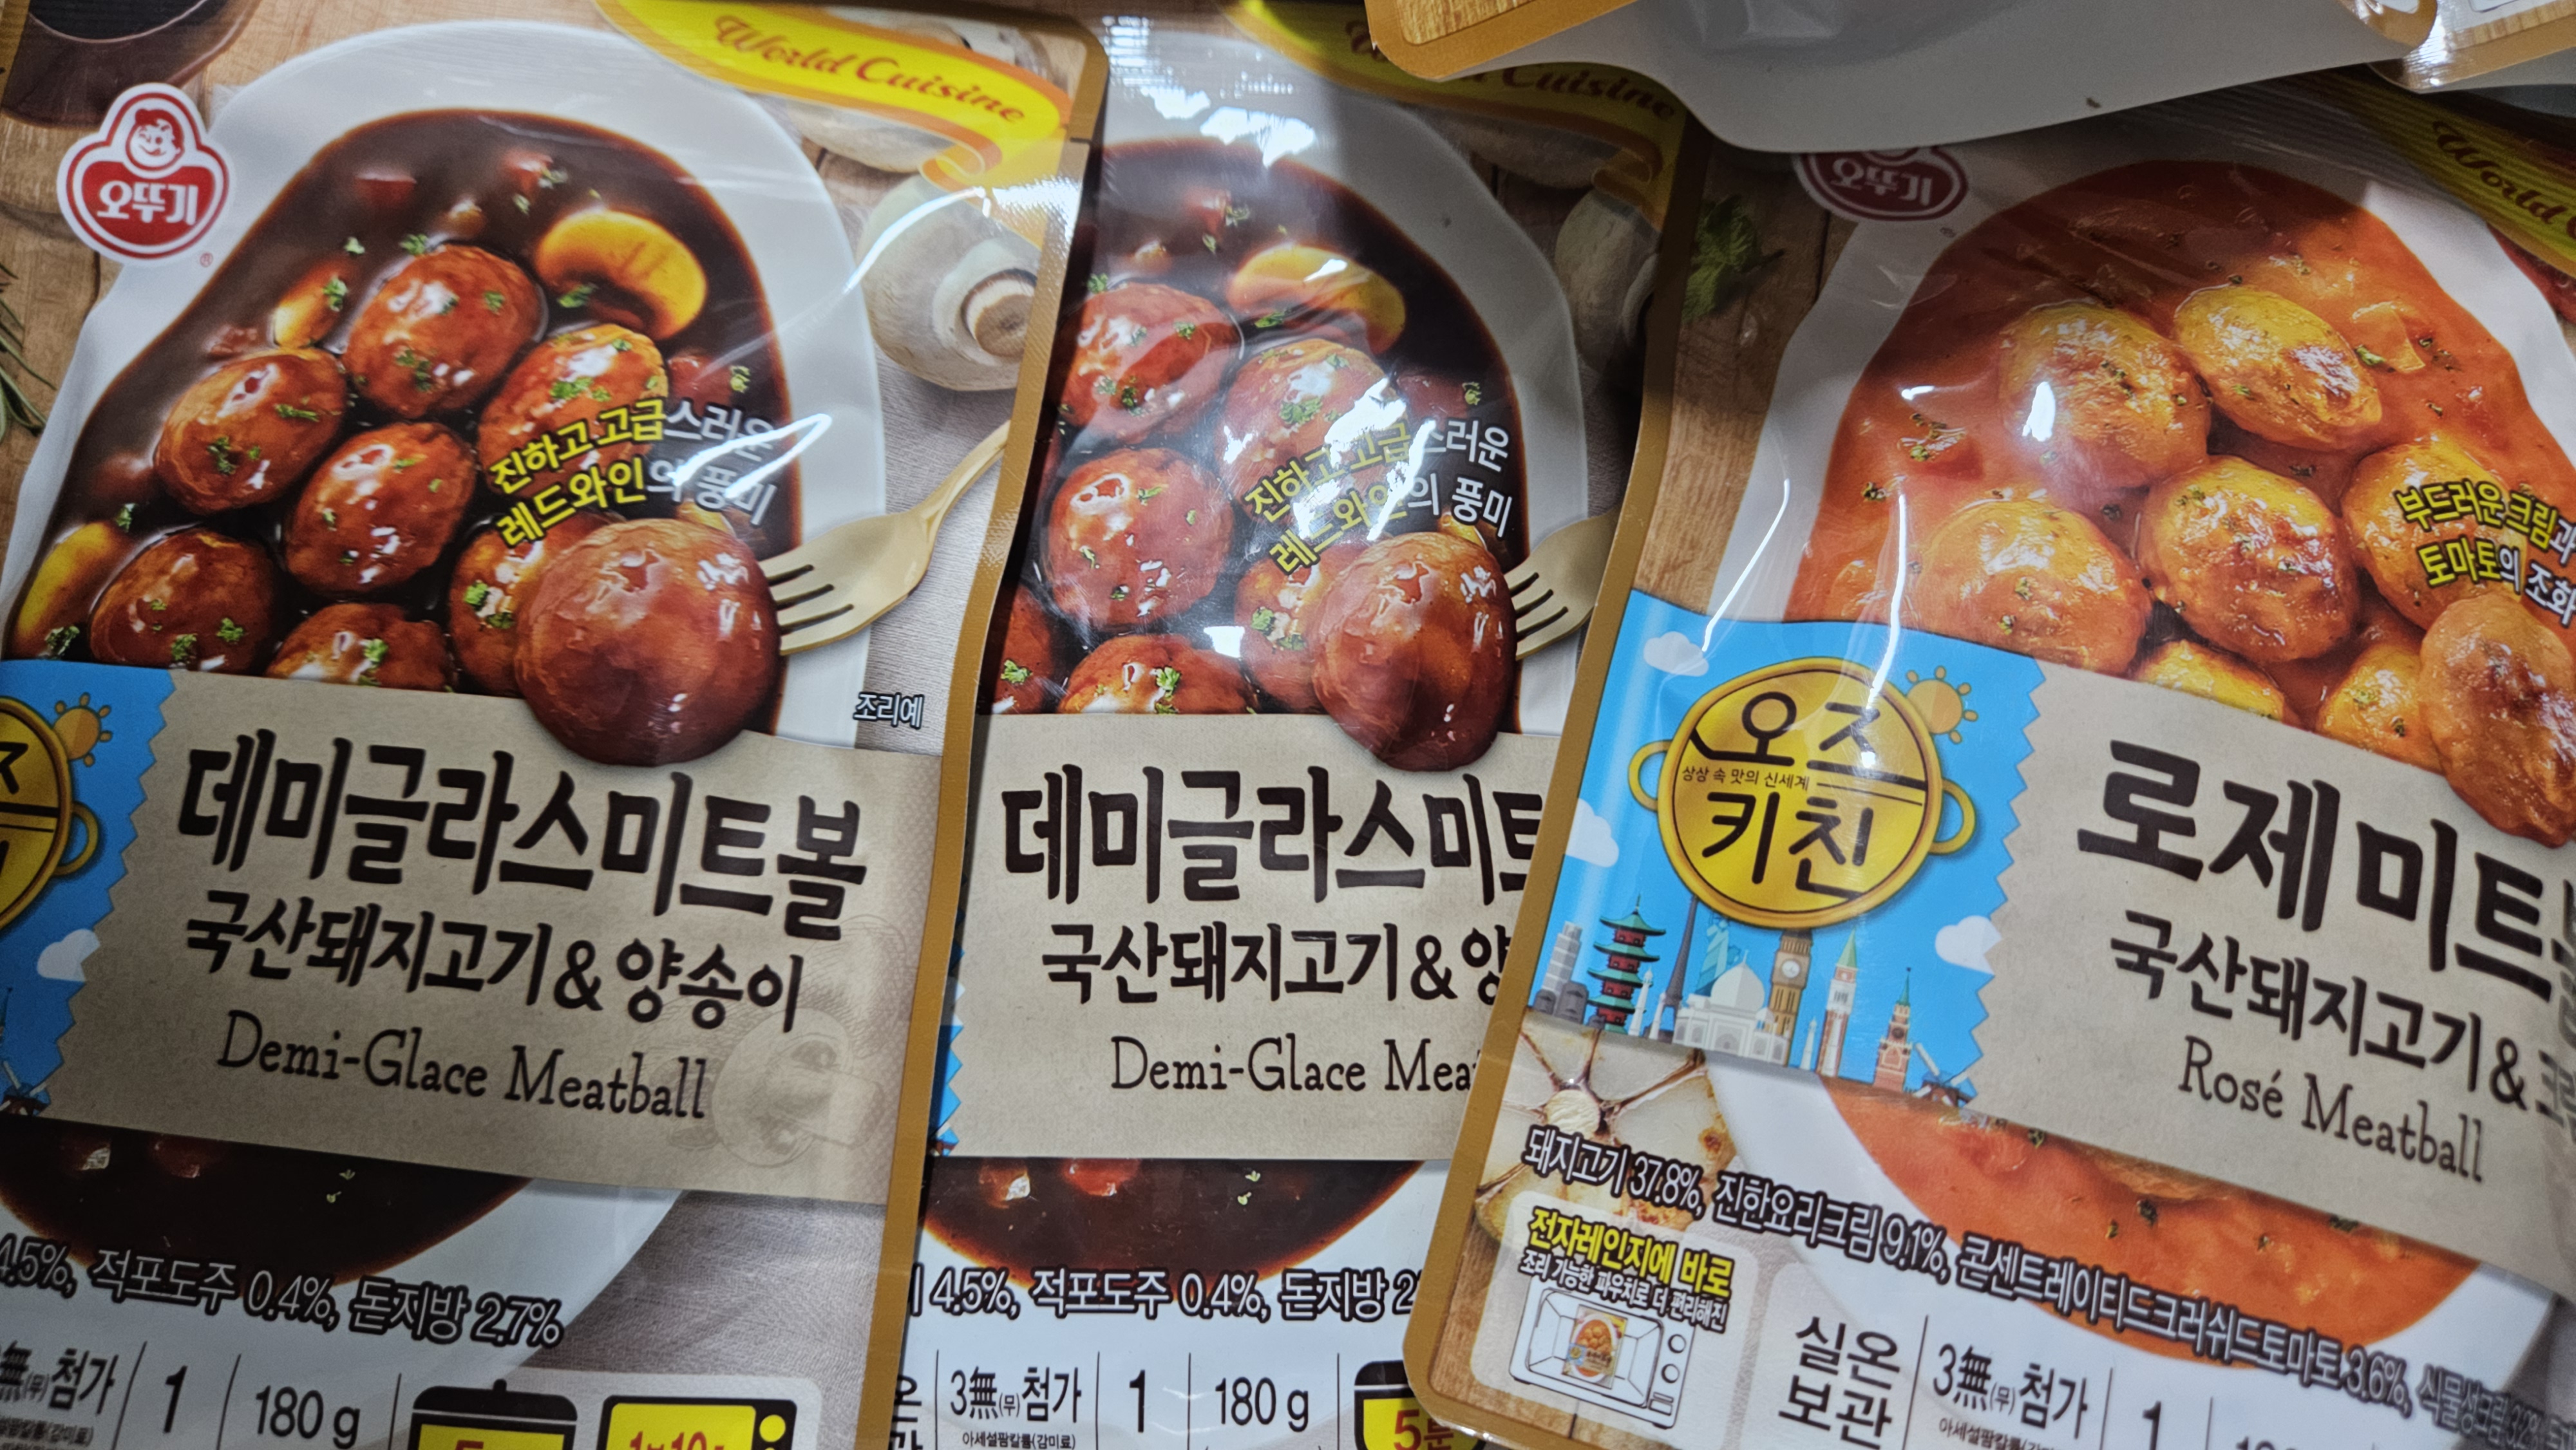 World Cuisine
오뚜기
진하고 고급스러운
레드와인의 풍미
조리예
데미글라스미트볼
국산돼지고기&양송이
Demi-Glace Meatball
4.5%, 적포도주 0.4%, 돈지방 2.7%
無(무)첨가
1
180 g
Cuisine
진하고 고급스러운
레드와인의 풍미
데미글라스미트
국산돼지고기&양
Demi-Glace Mea
4.5%, 적포도주 0.4%, 돈지방 2
3無(무)첨가
아세설팜칼륨(감미료)
1
180 g
5분
World
오뚜기
부드러운 크림과
토마토의 조화
오즈
상상 속 맛의 신세계
키친
로제 미트
국산돼지고기&
Rosé Meatball
돼지고기 37.8%, 진한요리크림 9.1%, 콘센트레이티드크러쉬드토마토 3.6%, 식물성크림
전자레인지에 바로
조리 가능한 파우치로 더 편리해진
실온
보관
3無(무)첨가
1